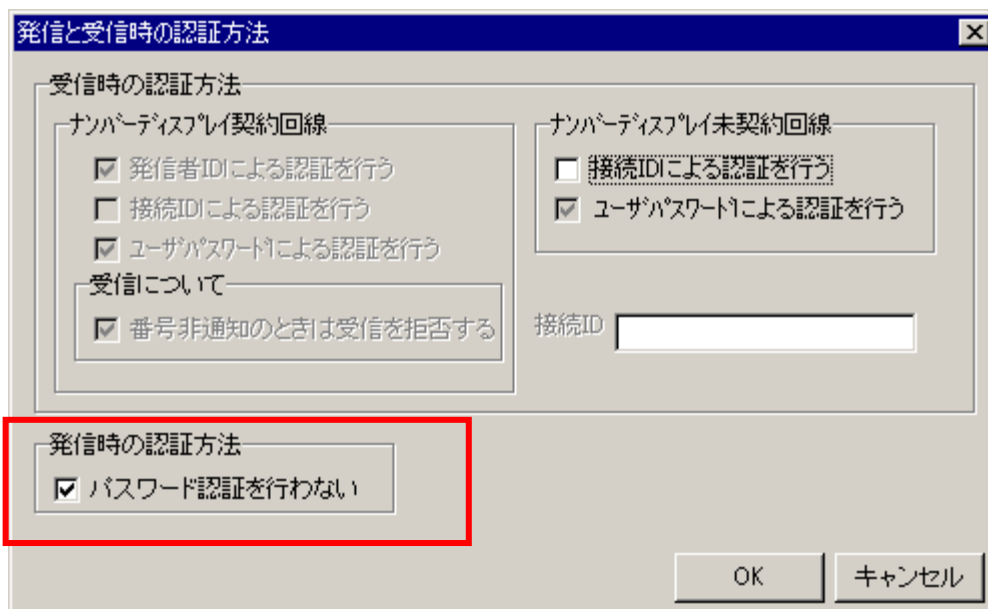 発信と受信時の認証方法
受信時の認証方法
ナンバーディスプレイ契約回線
発信者IDによる認証を行う
接続IDによる認証を行う
ユーザパスワード1による認証を行う
受信について
番号非通知のときは受信を拒否する
ナンバーディスプレイ未契約回線
接続IDによる認証を行う
ユーザパスワード1による認証を行う
接続ID
発信時の認証方法
パスワード認証を行わない
OK
キャンセル